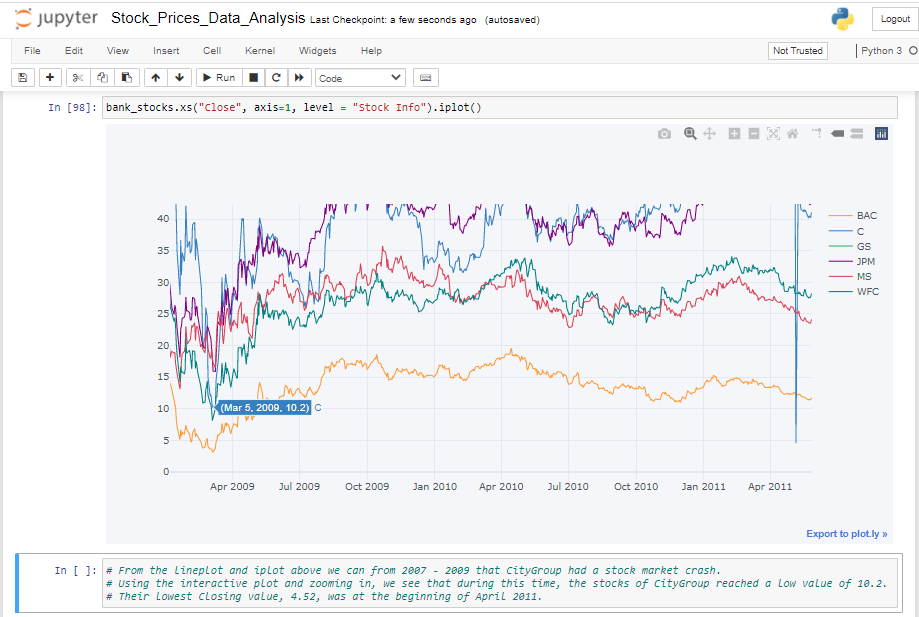 jupyter Stock_Prices_Data_Analysis Last Checkpoint: a few seconds ago (autosaved)
Logout
File Edit View Insert Cell Kernel Widgets Help
Not Trusted
Python 3
Run
Code
In [98]: bank_stocks.xs("Close", axis=1, level = "Stock Info").iplot()
40
35
30
25
20
15
10
5
0
BAC
C
GS
JPM
MS
WFC
(Mar 5, 2009, 10.2) C
Apr 2009 Jul 2009 Oct 2009 Jan 2010 Apr 2010 Jul 2010 Oct 2010 Jan 2011 Apr 2011
Export to plot.ly »
In [ ]: # From the lineplot and iplot above we can from 2007 - 2009 that CityGroup had a stock market crash.
# Using the interactive plot and zooming in, we see that during this time, the stocks of CityGroup reached a low value of 10.2.
# Their lowest Closing value, 4.52, was at the beginning of April 2011.